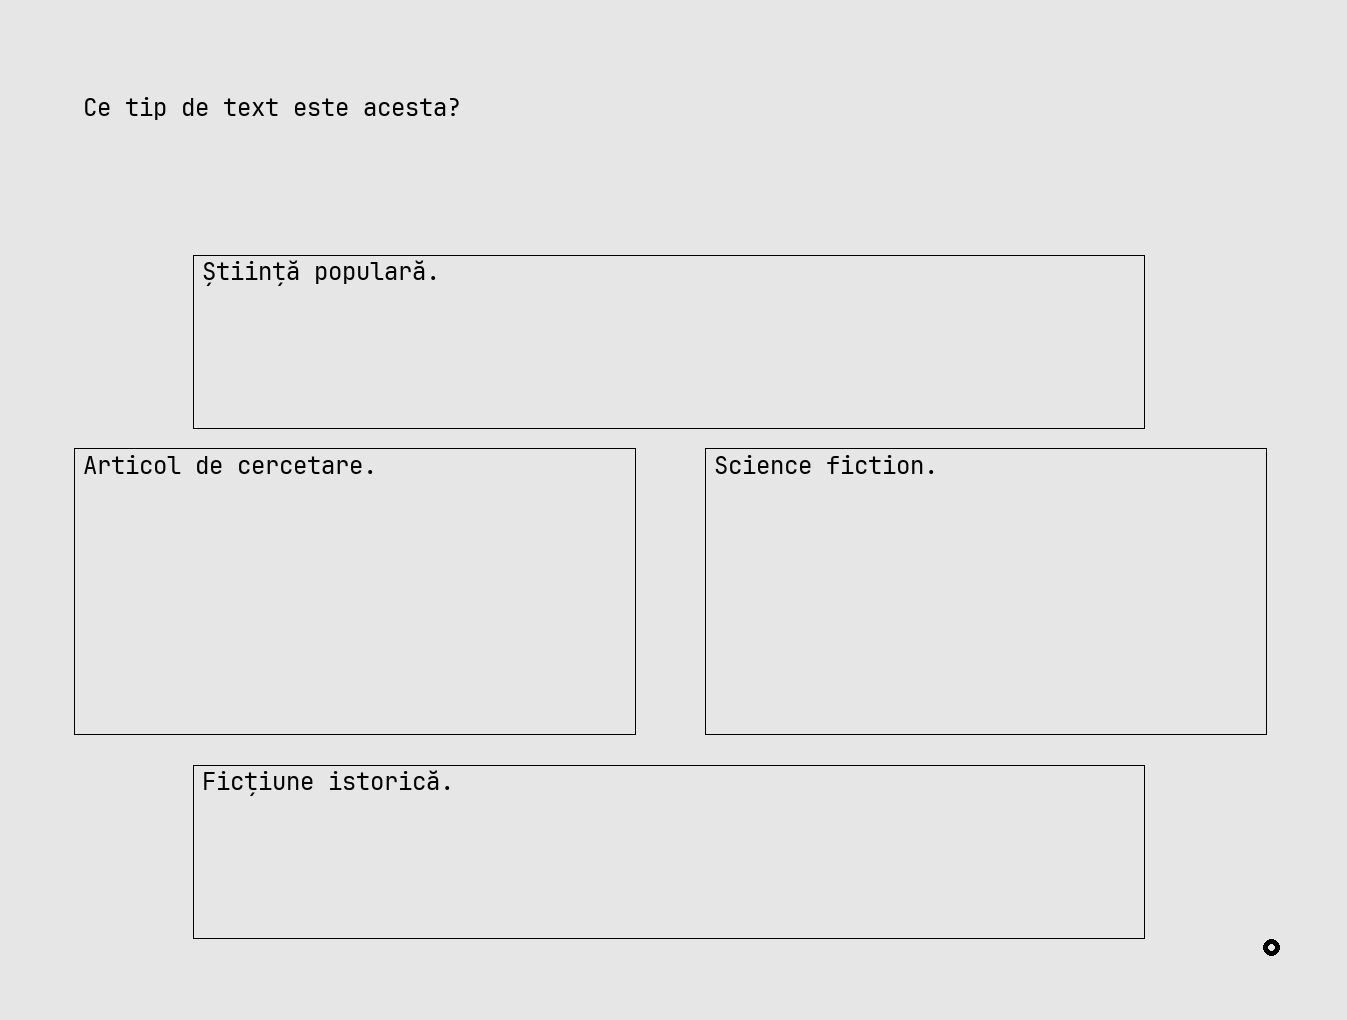 Ce tip de text este acesta?
Știință populară.
Articol de cercetare.
Science fiction.
Ficțiune istorică.